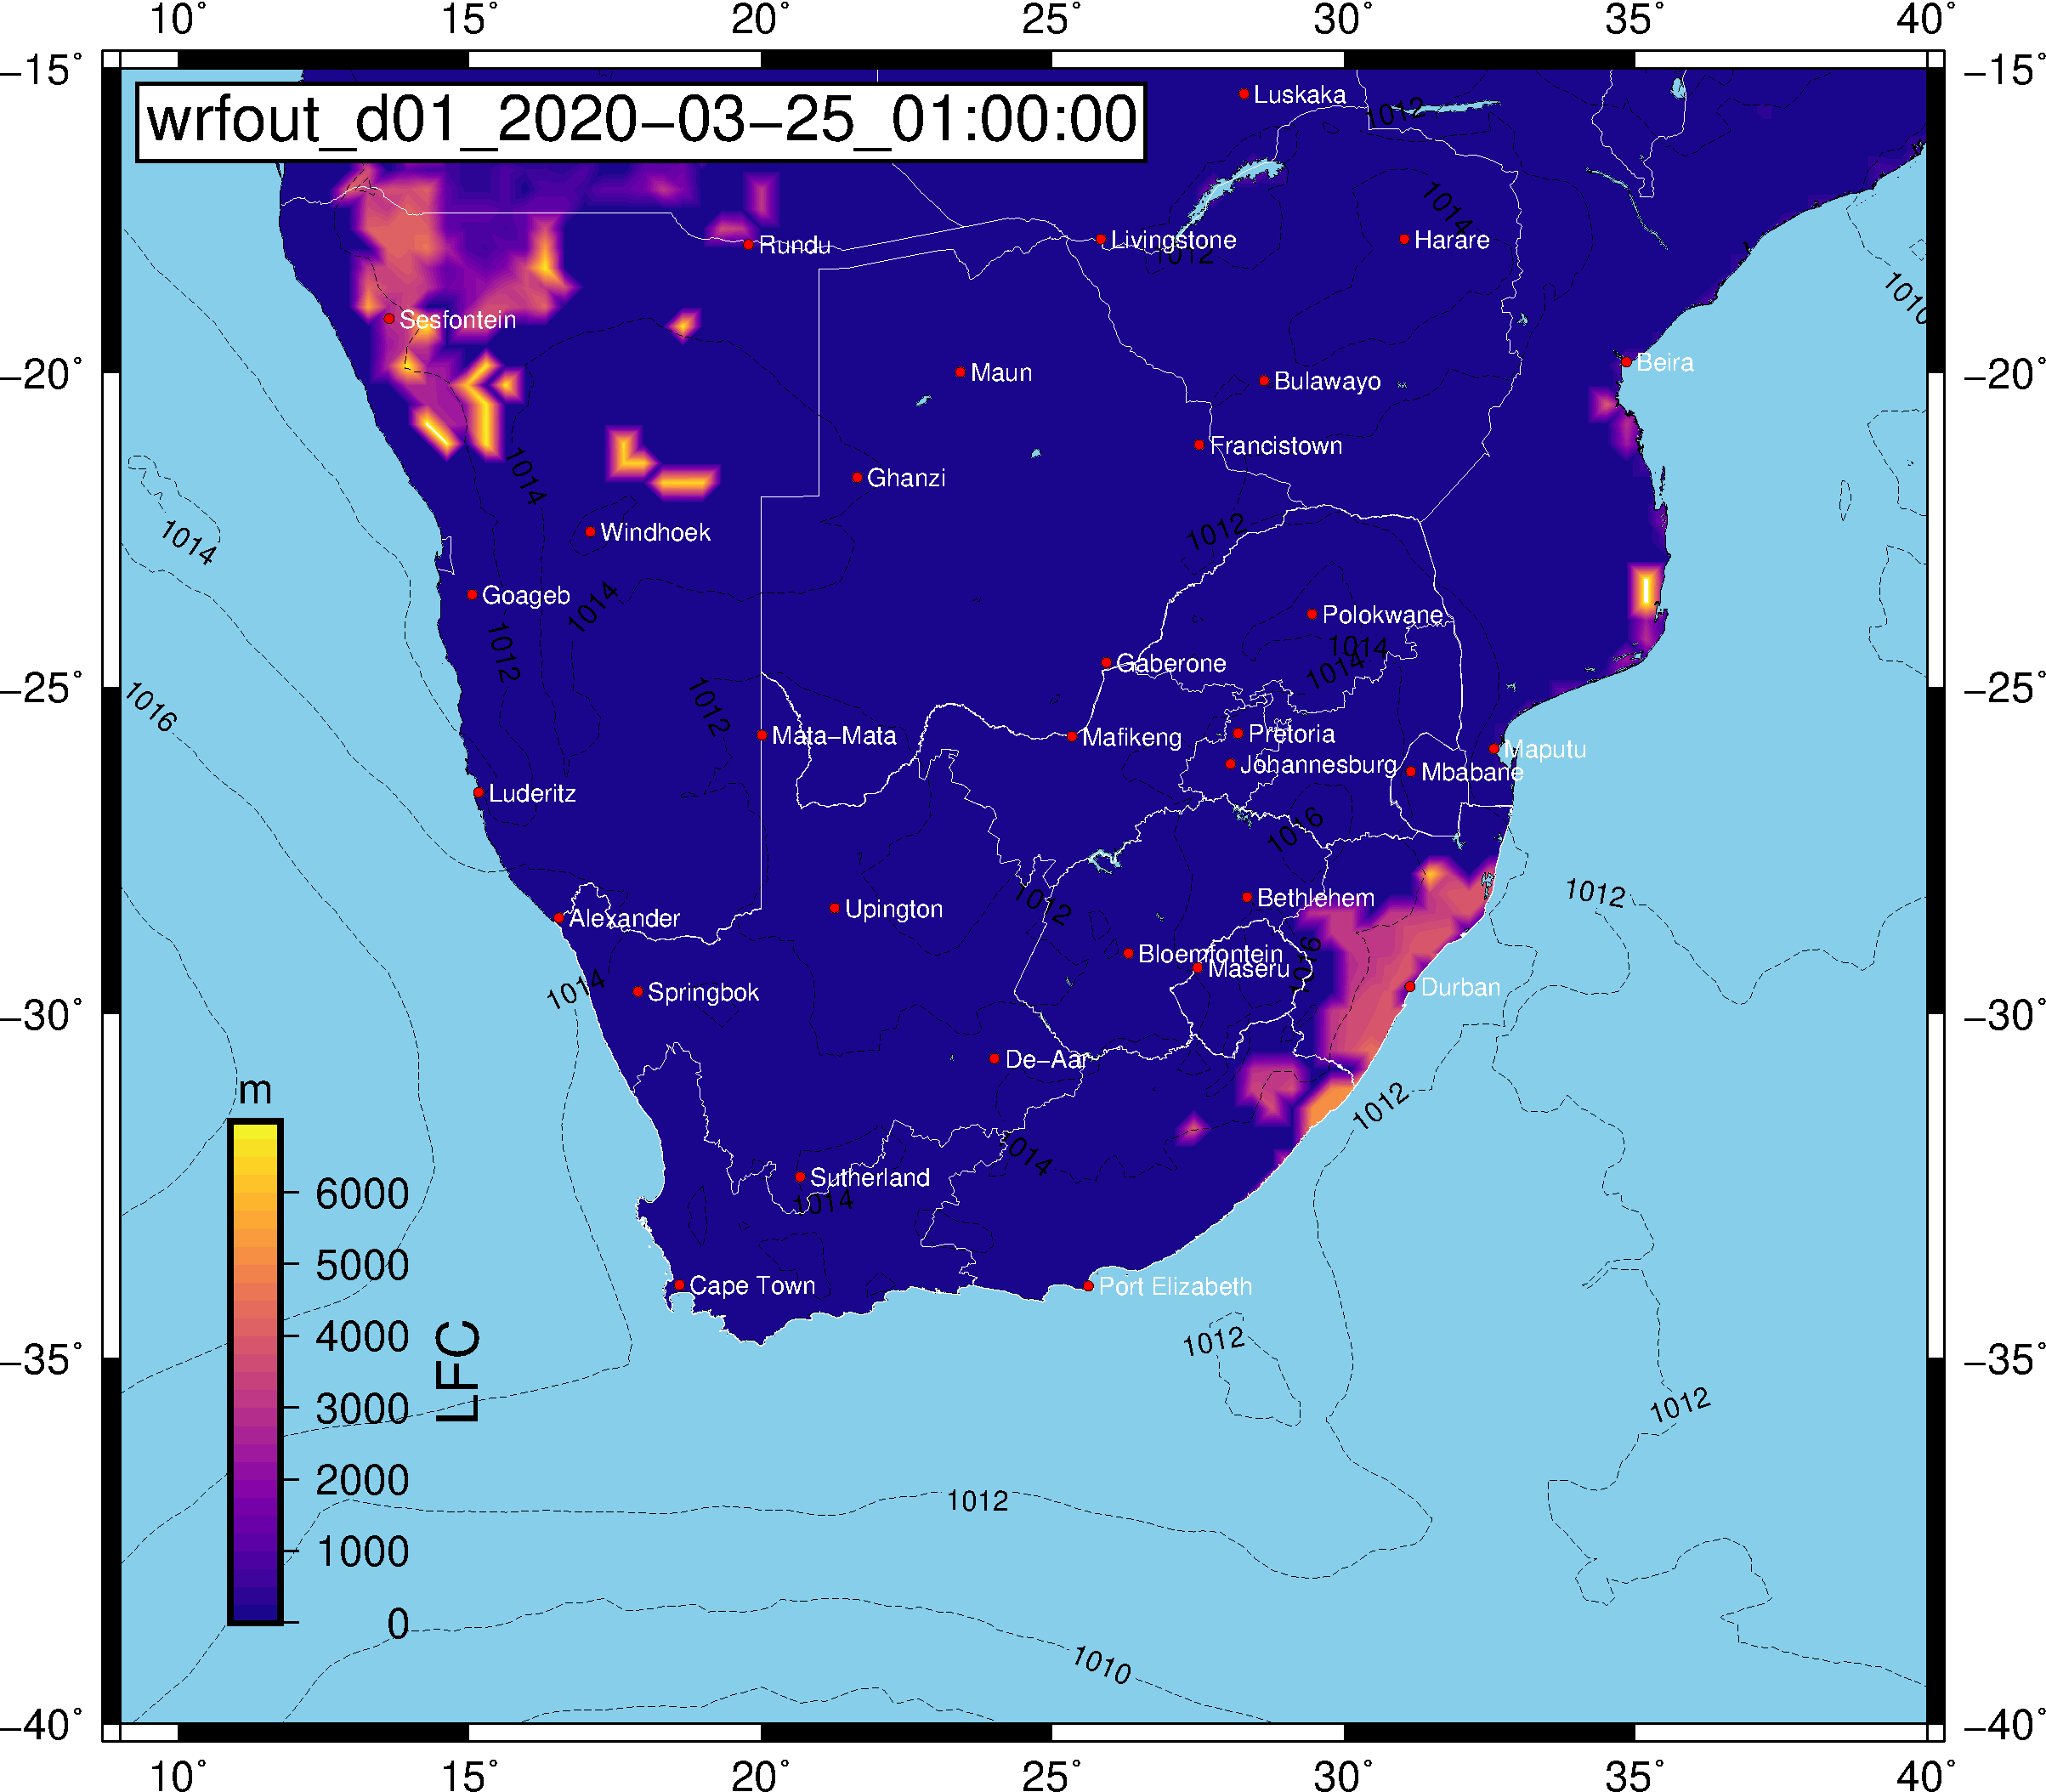 10° 15° 20° 25° 30° 35° 40°
−15° −15°
wrfout_d01_2020−03−25_01:00:00
Luskaka
1012
1014
Rundu
Livingstone
Harare
1012
1010
Sesfontein
−20° −20°
Maun
Bulawayo
Beira
Francistown
1014
Ghanzi
1014
Windhoek
1012
Goageb
1014
Polokwane
1012
1014
1014
Gaberone
−25° −25°
1016
1012
Mata−Mata
Mafikeng
Pretoria
Maputu
Johannesburg
Mbabane
Luderitz
1016
1012
Bethlehem
Alexander
Upington
1012
Bloemfontein
Maseru
1016
1014
Springbok
Durban
−30° −30°
De−Aar
1012
1014
Sutherland
1014
Cape Town
Port Elizabeth
1012
−35° −35°
1012
1012
1010
m
6000
5000
4000
3000
2000
1000
0
LFC
−40° −40°
10° 15° 20° 25° 30° 35° 40°